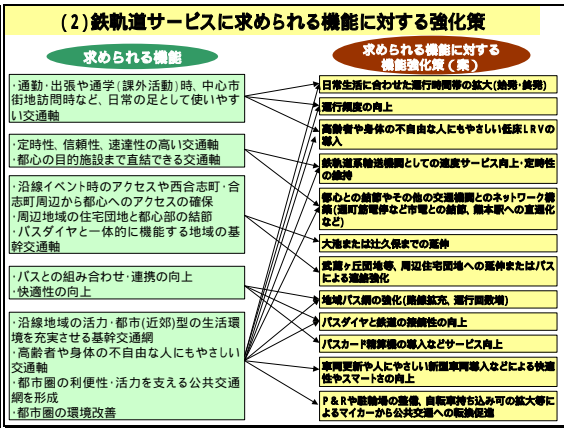 (2)鉄軌道サービスに求められる機能に対する強化策
求められる機能
・通勤・出張や通学(課外活動)時、中心市
街地訪問時など、日常の足として使いやす
い交通軸
・定時性、信頼性、速達性の高い交通軸
・都心の目的施設まで直結できる交通軸
・沿線イベント時のアクセスや西合志町・合
志町周辺から都心へのアクセスの確保
・周辺地域の住宅団地と都心部の結節
・バスダイヤと一体的に機能する地域の基
幹交通軸
・バスとの組み合わせ・連携の向上
・快適性の向上
・沿線地域の活力・都市(近郊)型の生活環
境を充実させる基幹交通網
・高齢者や身体の不自由な人にもやさしい
交通軸
・都市圏の利便性・活力を支える公共交通
網を形成
・都市圏の環境改善
求められる機能に対する
機能強化策(案)
日常生活に合わせた運行時間帯の拡大(始発・終発)
運行頻度の向上
高齢者や身体の不自由な人にもやさしい低床LRVの
導入
鉄軌道系輸送機関としての速度サービス向上・定時性
の維持
都心との結節やその他の交通機関とのネットワーク構
築(通町筋電停など市電との結節、熊本駅への直通化
など)
大池または辻久保までの延伸
武蔵ヶ丘団地等、周辺住宅団地への延伸またはバス
による連絡強化
地域バス網の強化(路線拡充、運行回数増)
バスダイヤと鉄道の接続性の向上
バスカード精算機の導入などサービス向上
車両更新や人にやさしい新型車両導入などによる快適
性やスマートさの向上
P&Rや駐輪場の整備、自転車持ち込み可の拡大等に
よるマイカーから公共交通への転換促進